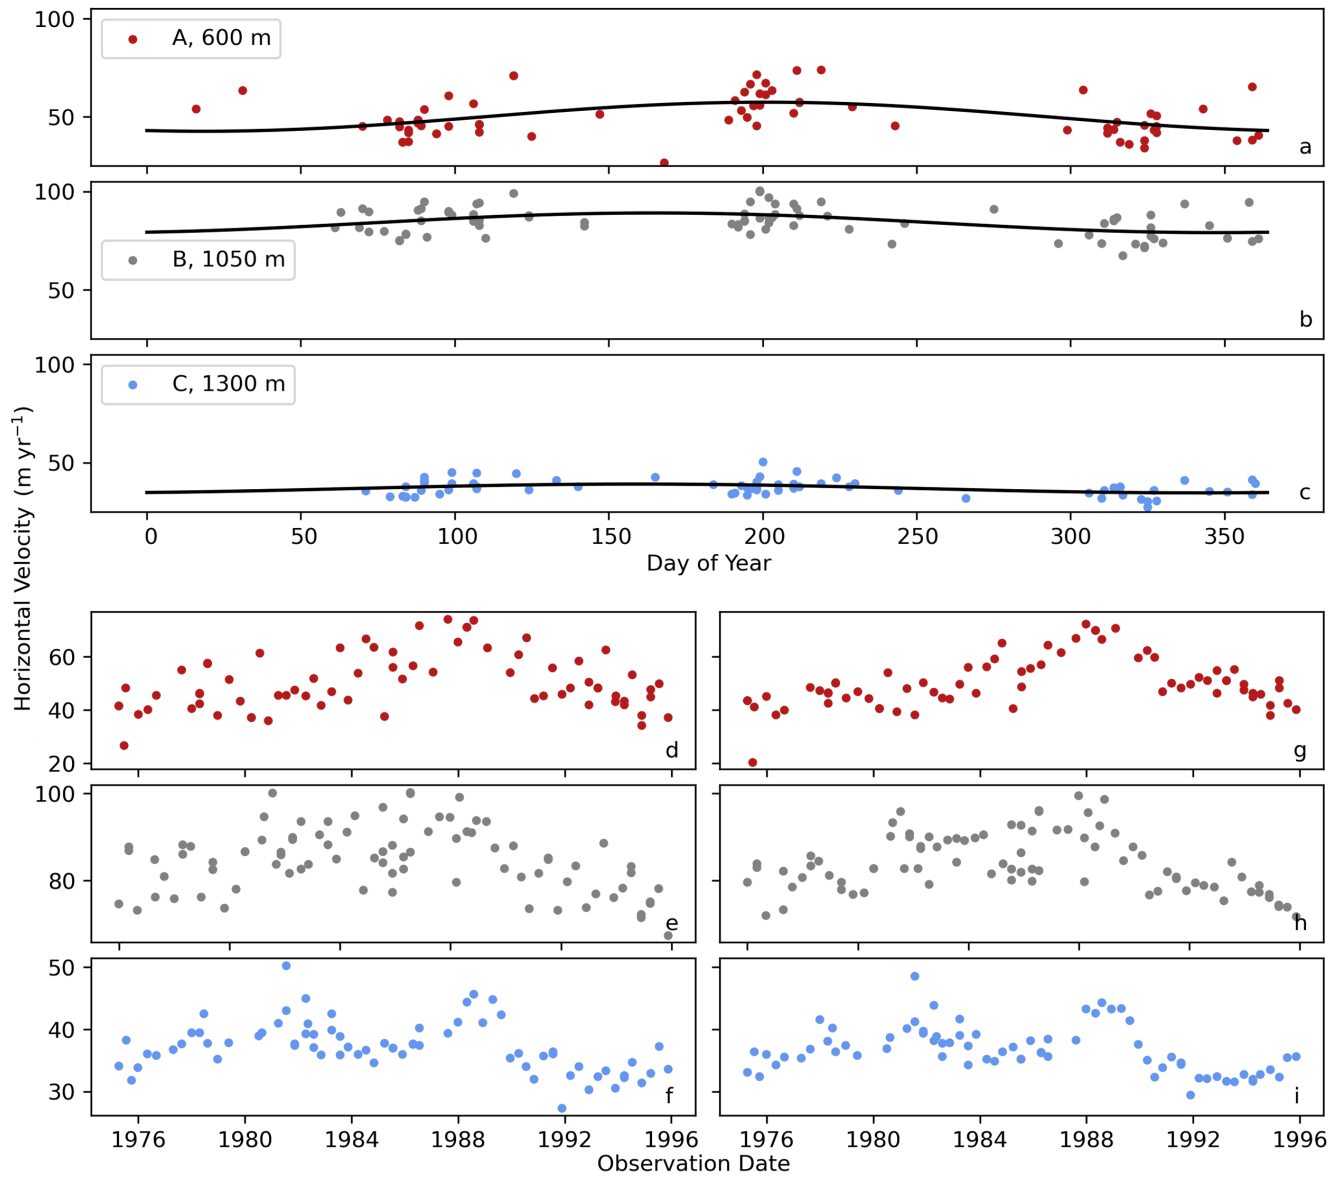 100
A, 600 m
50
a
100
B, 1050 m
50
b
100
C, 1300 m
50
c
0 50 100 150 200 250 300 350
Day of Year
Horizontal Velocity (m yr⁻¹)
60
40
20
d
g
100
80
e
h
50
40
30
f
i
1976 1980 1984 1988 1992 1996
1976 1980 1984 1988 1992 1996
Observation Date